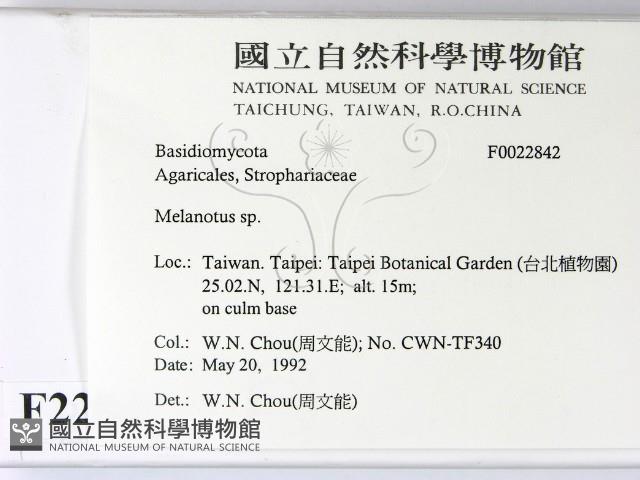 國立自然科學博物館
NATIONAL MUSEUM OF NATURAL SCIENCE
TAICHUNG, TAIWAN, R.O.CHINA
Basidiomycota F0022842
Agaricales, Strophariaceae
Melanotus sp.
Loc.: Taiwan. Taipei: Taipei Botanical Garden (台北植物園)
25.02.N, 121.31.E; alt. 15m;
on culm base
Col.: W.N. Chou(周文能); No. CWN-TF340
Date: May 20, 1992
Det.: W.N. Chou(周文能)
F22
國立自然科學博物館
NATIONAL MUSEUM OF NATURAL SCIENCE